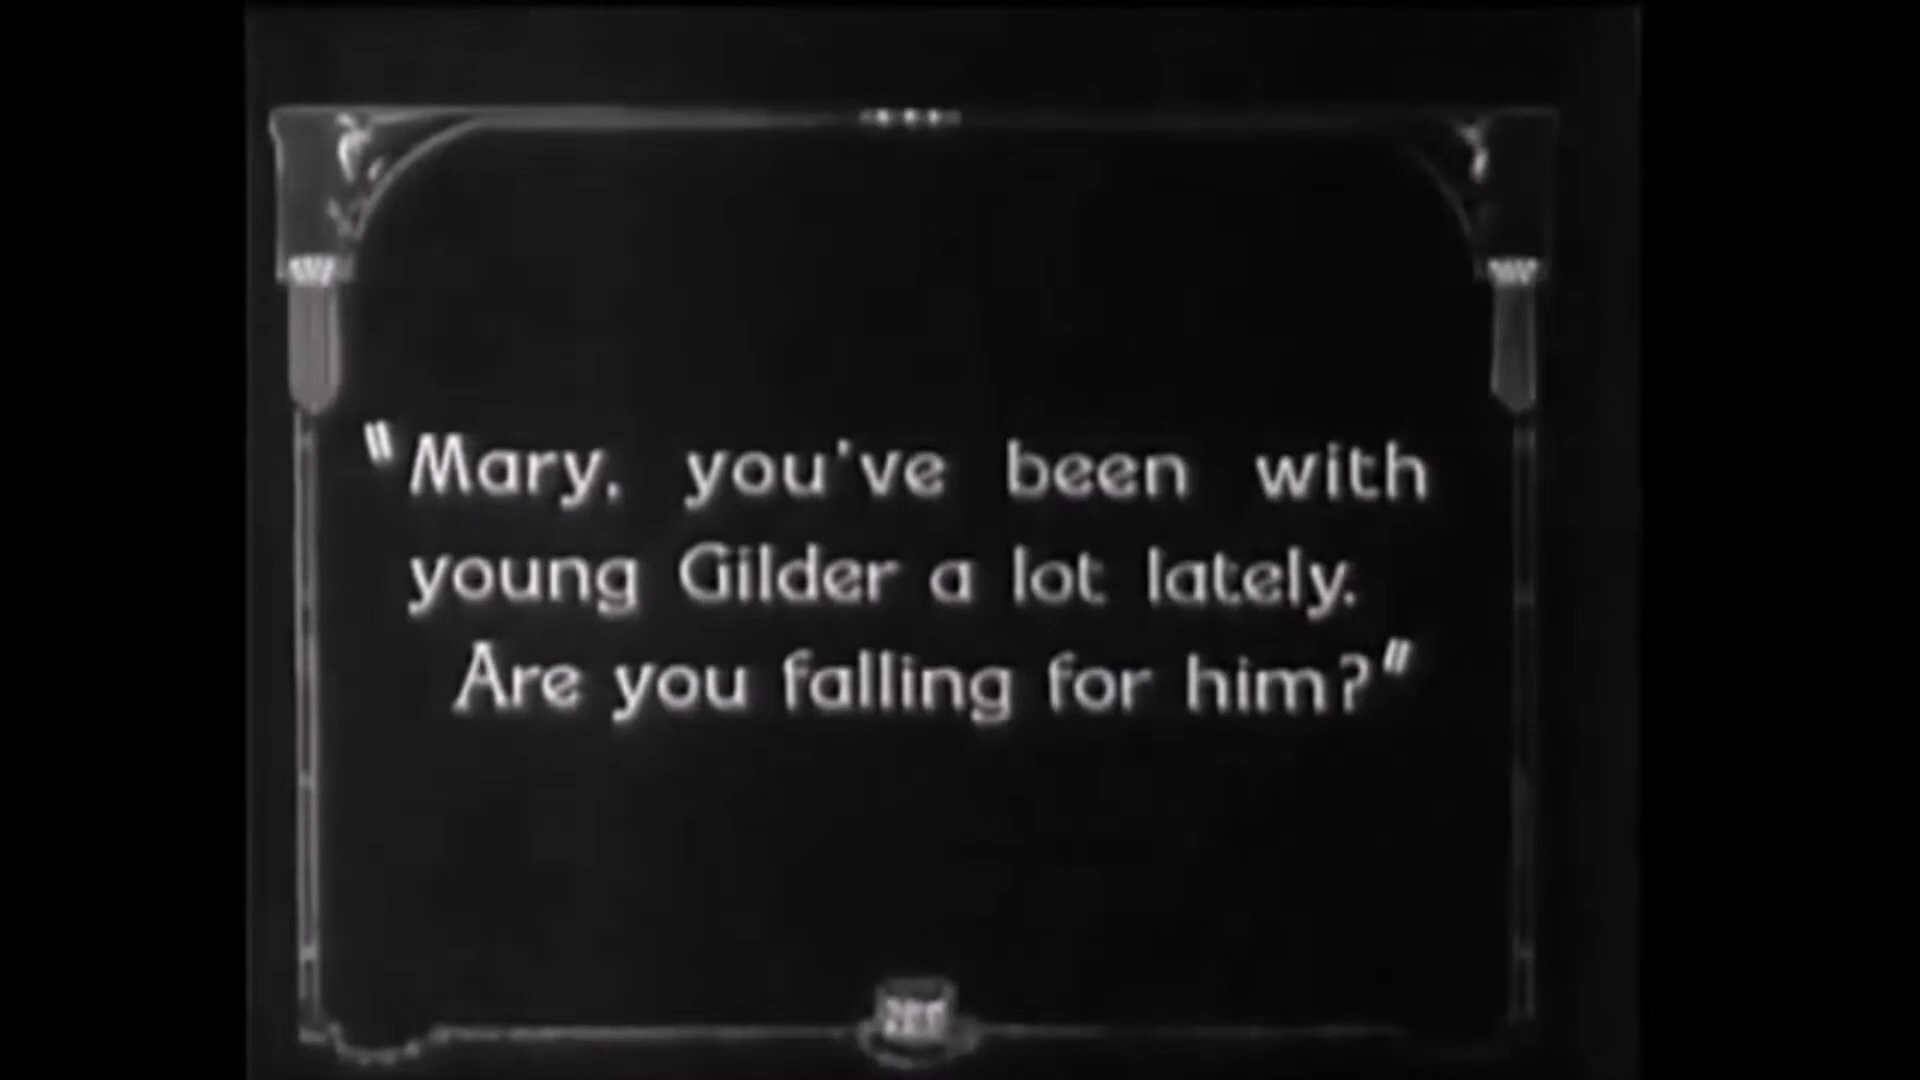 "Mary, you've been with
young Gilder a lot lately.
Are you falling for him?"